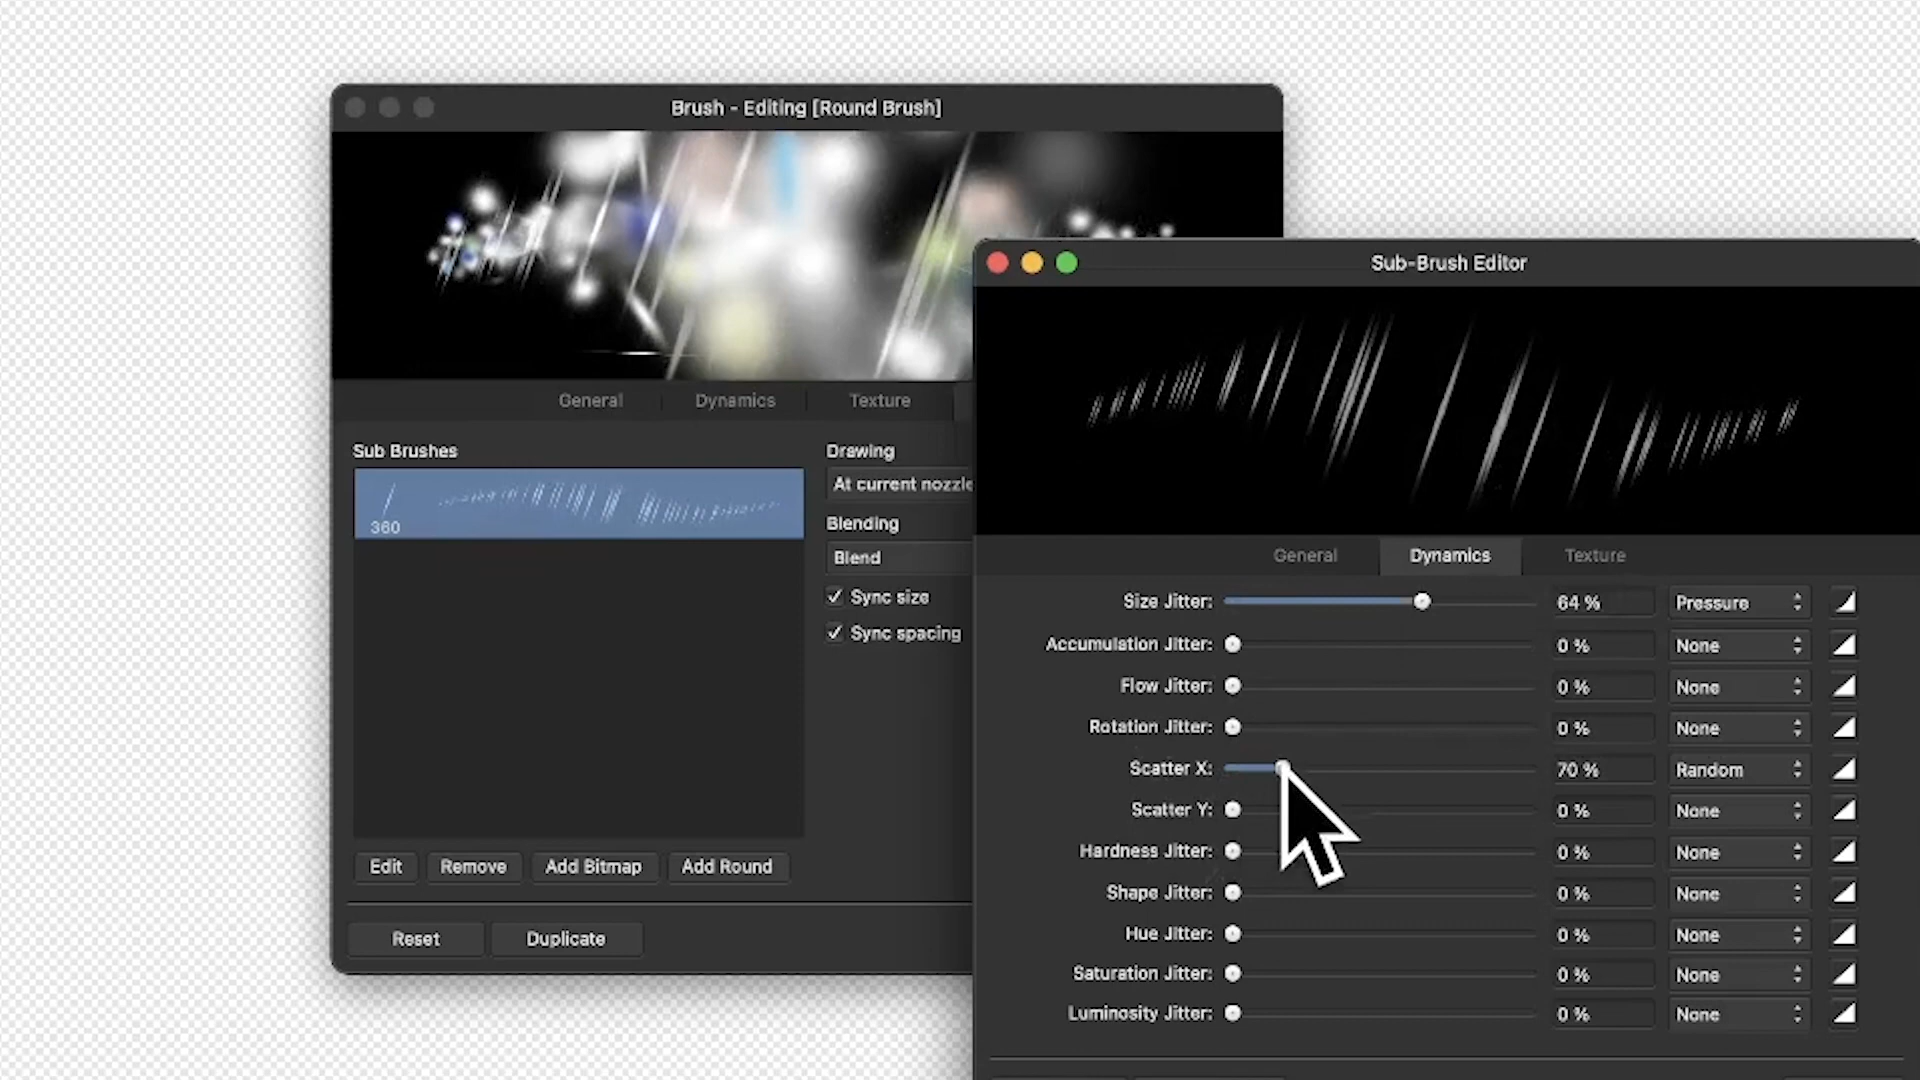 Brush - Editing [Round Brush]
General
Dynamics
Texture
Sub Brushes
360
Edit
Remove
Add Bitmap
Add Round
Reset
Duplicate
Drawing
At current nozzle
Blending
Blend
Sync size
Sync spacing
Sub-Brush Editor
General
Dynamics
Texture
Size Jitter: 64 % Pressure
Accumulation Jitter: 0 % None
Flow Jitter: 0 % None
Rotation Jitter: 0 % None
Scatter X: 70 % Random
Scatter Y: 0 % None
Hardness Jitter: 0 % None
Shape Jitter: 0 % None
Hue Jitter: 0 % None
Saturation Jitter: 0 % None
Luminosity Jitter: 0 % None